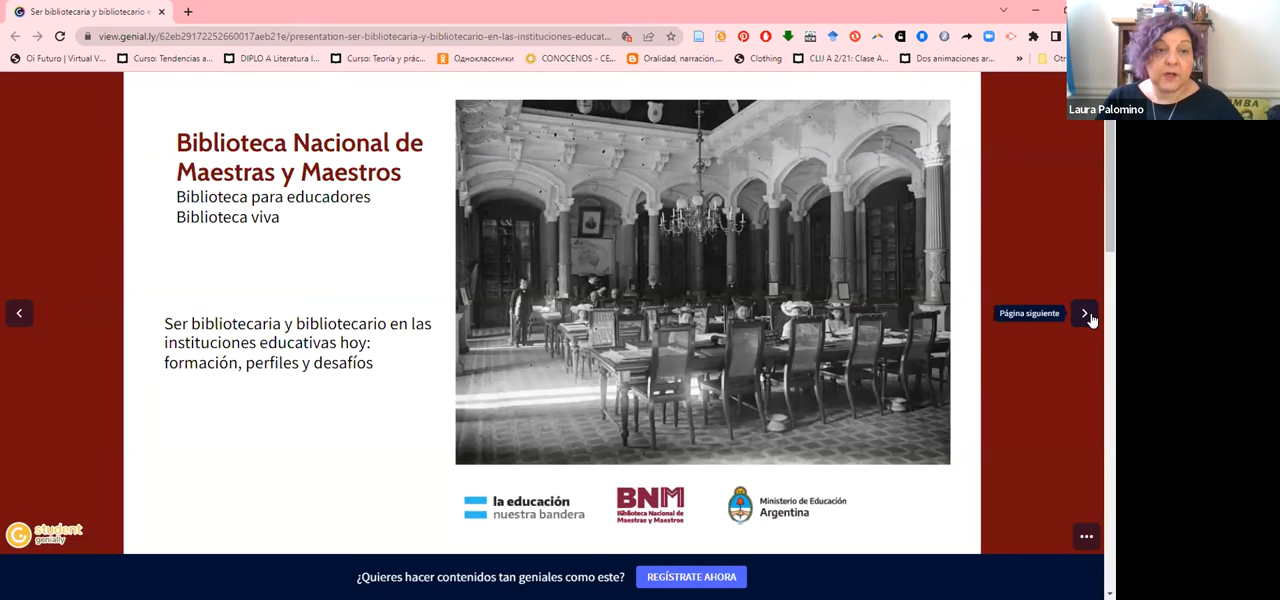 Ser bibliotecaria y bibliotecario e
view.genial.ly/62eb29172252660017aeb21e/presentation-ser-bibliotecaria-y-bibliotecario-en-las-instituciones-educat...
Oi Futuro | Virtual V...
Curso: Tendencias a...
DIPLO A Literatura I...
Curso: Teoría y prác...
Одноклассники
CONOCENOS - CE...
Oralidad, narración,...
Clothing
CLIJ A 2/21: Clase A...
Dos animaciones ar...
»
Otr
Laura Palomino
Biblioteca Nacional de
Maestras y Maestros
Biblioteca para educadores
Biblioteca viva
Ser bibliotecaria y bibliotecario en las
instituciones educativas hoy:
formación, perfiles y desafíos
Página siguiente
la educación
nuestra bandera
BNM
Biblioteca Nacional de
Maestras y Maestros
Ministerio de Educación
Argentina
student
genially
¿Quieres hacer contenidos tan geniales como este?
REGÍSTRATE AHORA